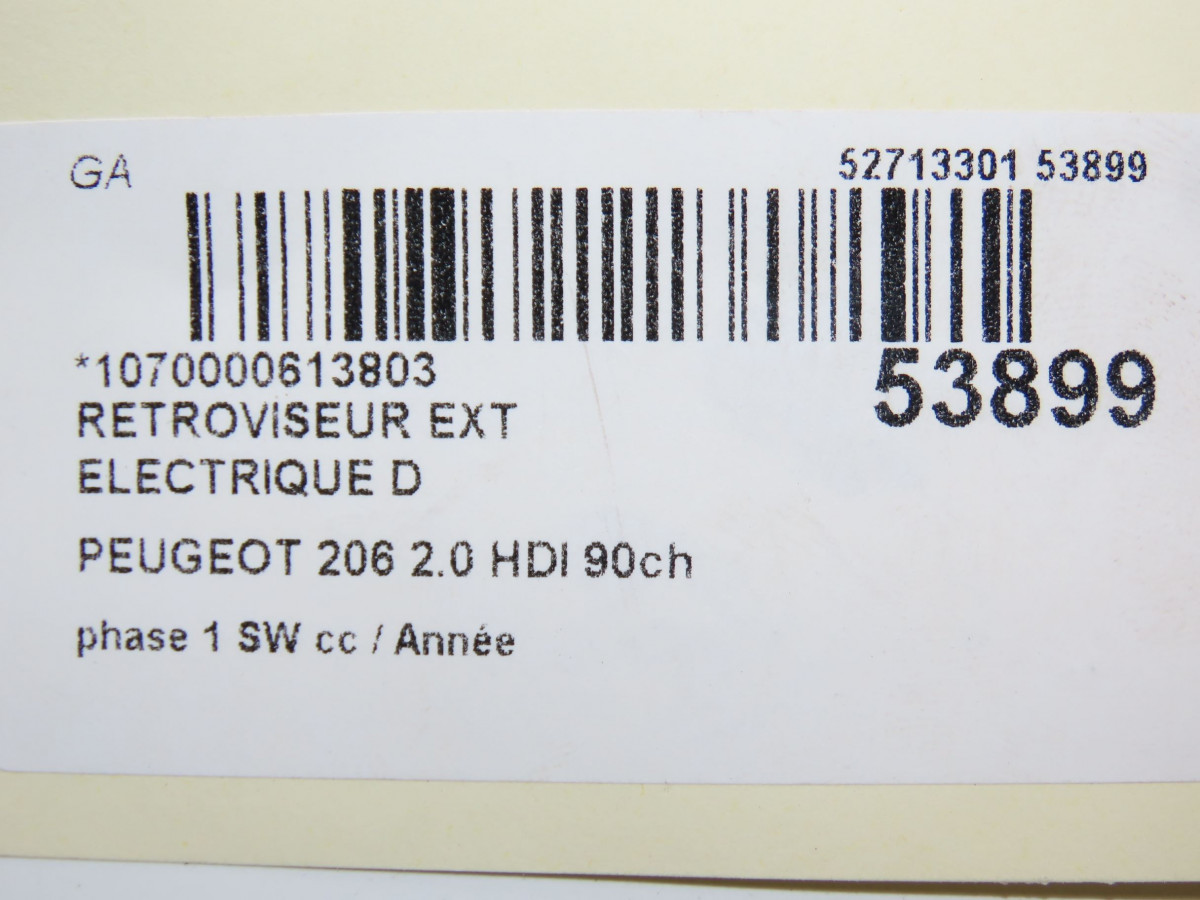 GA
52713301 53899
*1070000613803
53899
RETROVISEUR EXT
ELECTRIQUE D
PEUGEOT 206 2.0 HDI 90ch
phase 1 SW cc / Année